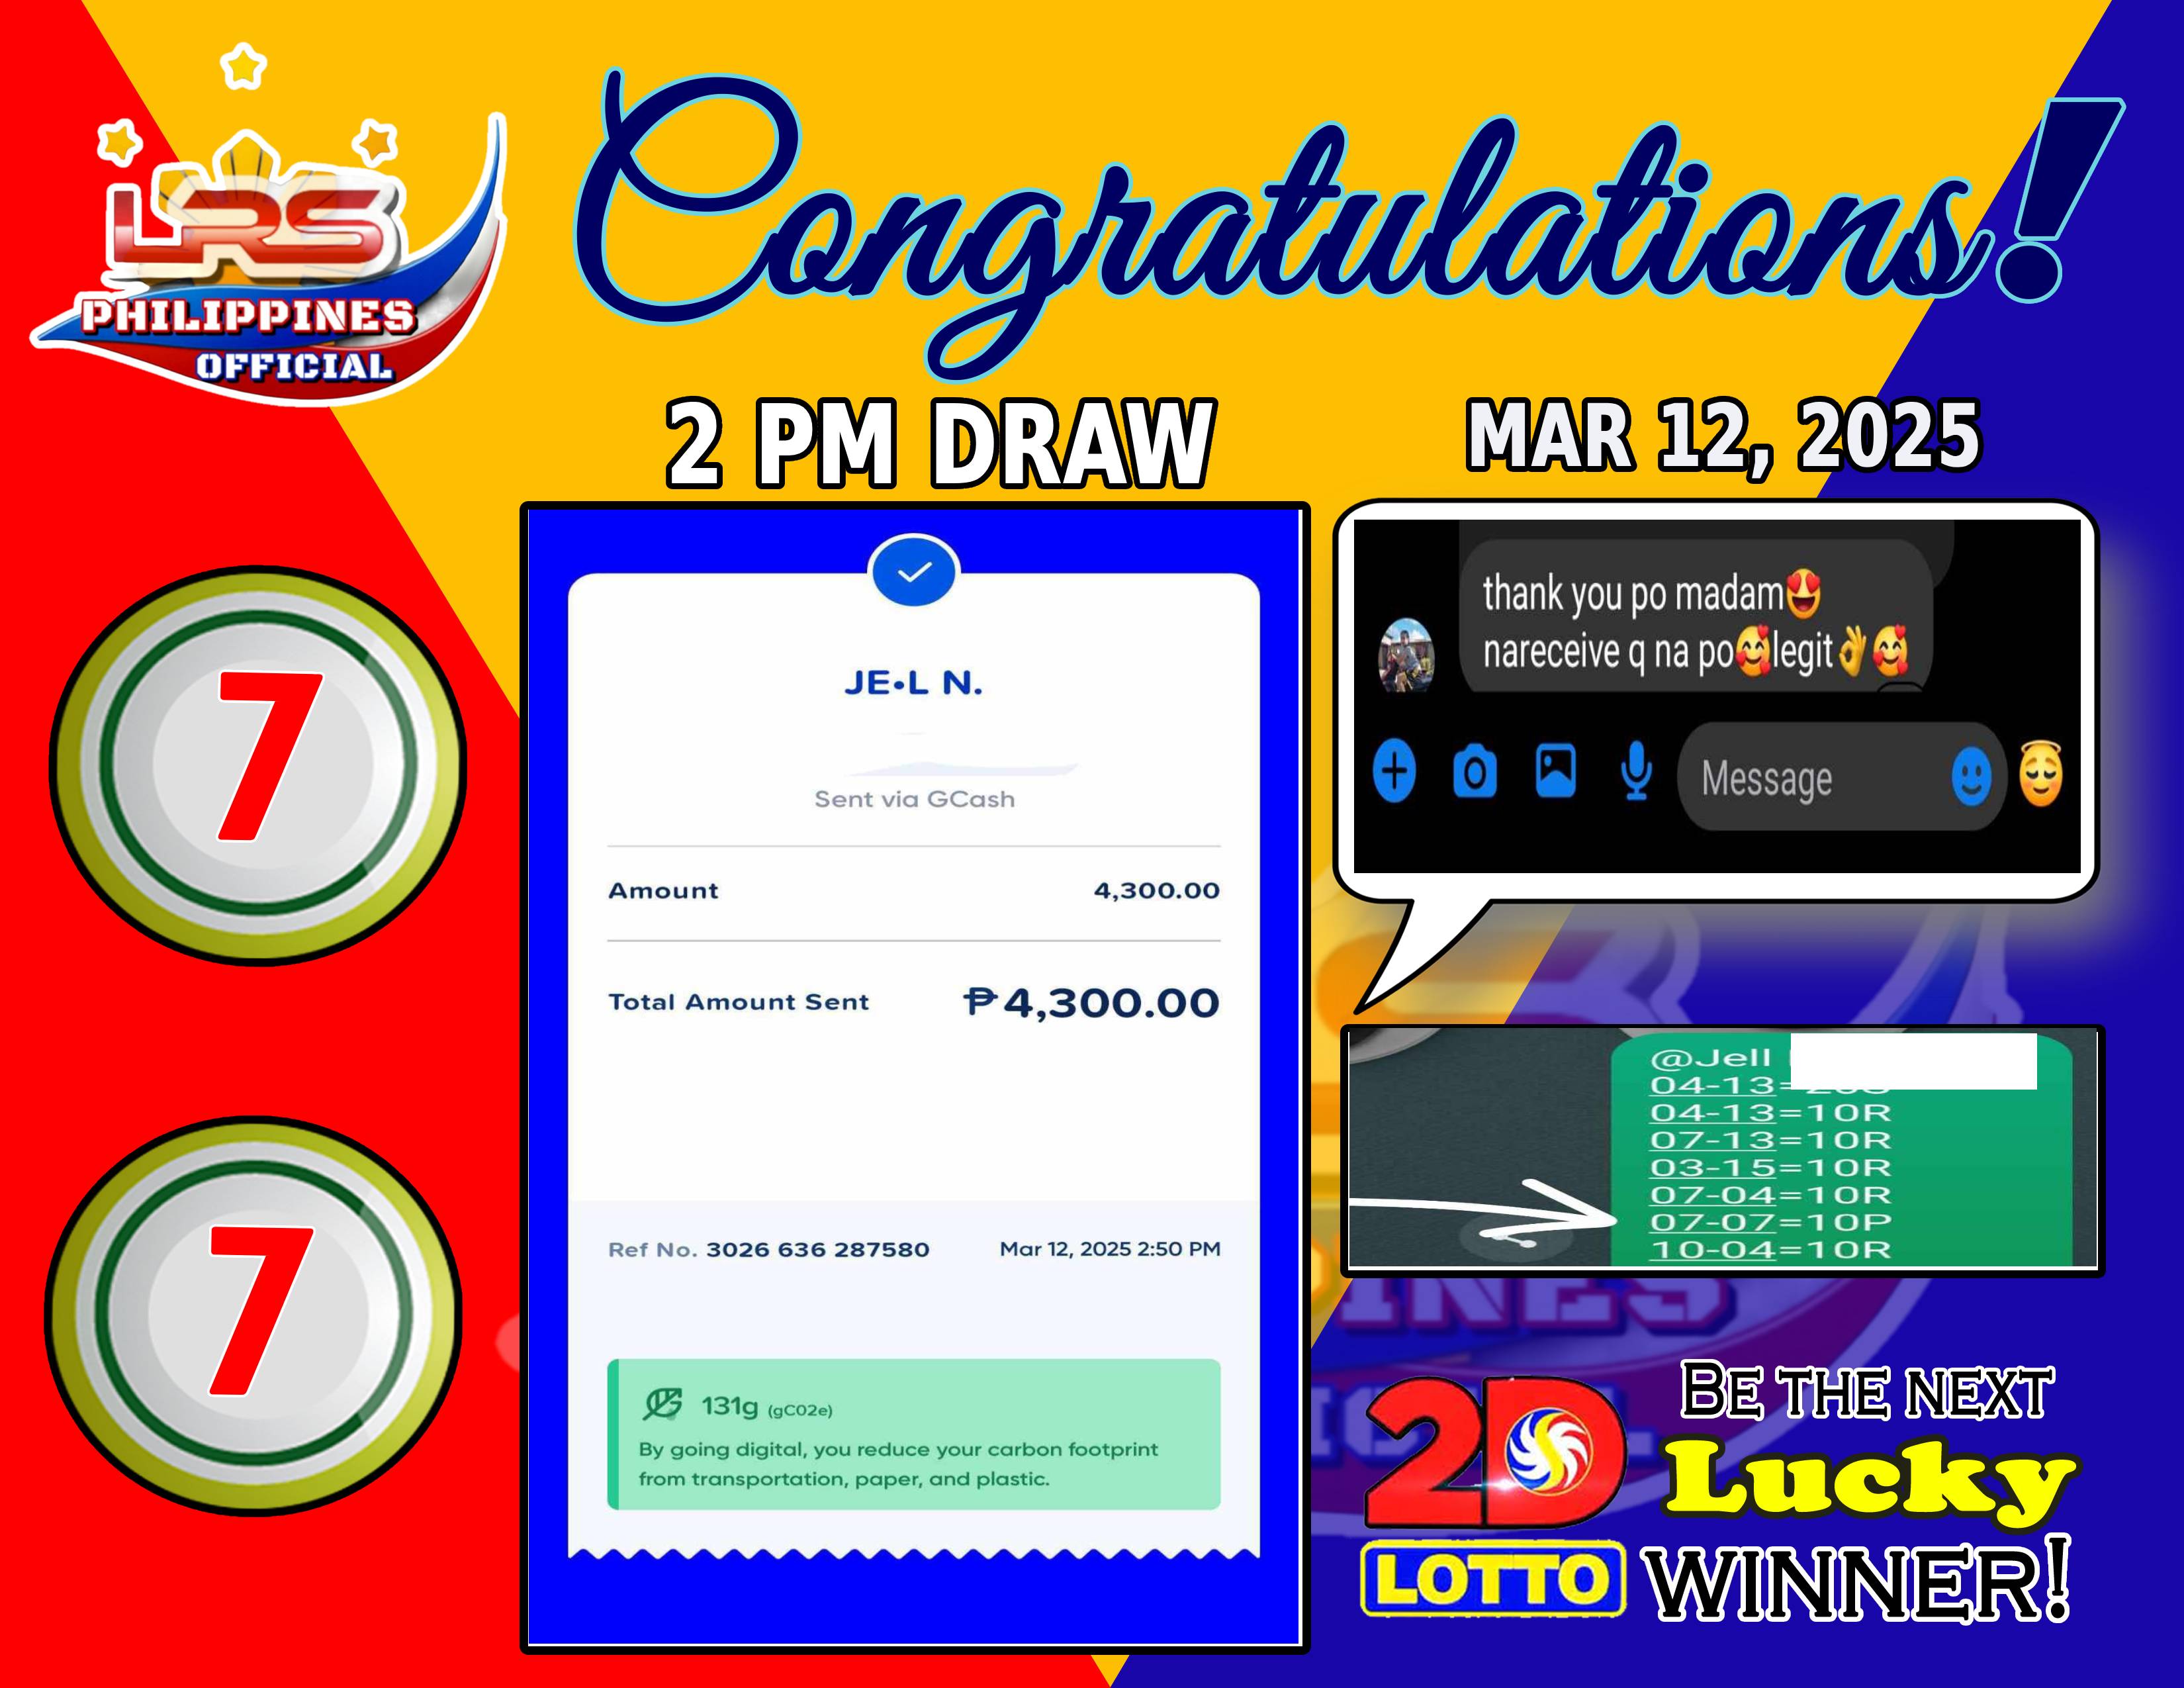 LRS
PHILIPPINES
OFFICIAL
Congratulations!
2 PM DRAW
MAR 12, 2025
7
7
JE•L N.
Sent via GCash
Amount 4,300.00
Total Amount Sent ₱4,300.00
Ref No. 3026 636 287580 Mar 12, 2025 2:50 PM
131g (gC02e)
By going digital, you reduce your carbon footprint
from transportation, paper, and plastic.
thank you po madam😍
nareceive q na po🥰legit👌🥰
Message
@Jell
04-13=
04-13=10R
07-13=10R
03-15=10R
07-04=10R
07-07=10P
10-04=10R
2D
LOTTO
BE THE NEXT
Lucky
WINNER!